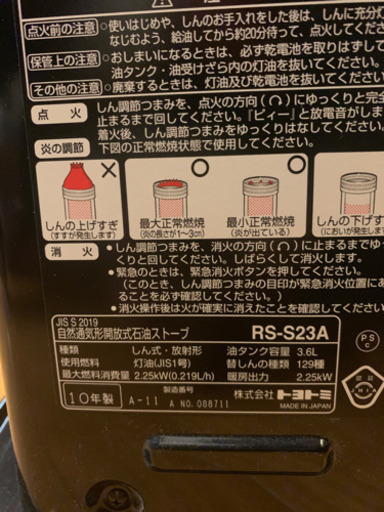 点火前の注意
●使いはじめや、しんのお手入れをした後は、しんに充分
なじむよう、給油してから約20分待って、点火してくださ
保管上の注意
●おしまいになるときは、必ず乾電池を取りはずして
油タンク・油受けざら内の灯油を抜いてください。
その他の注意
●廃棄するときは、灯油及び乾電池を抜いてください。
点火
しん調節つまみを、点火の方向(↷)にゆっくりと完全
止まるまで回してください。「ピィー」と放電音がしま
着火後、しん調節つまみをゆっくりはなしてください。
炎の調節
下図の正常燃焼状態で使用してください。
しんの上げすぎ
(すすが発生します)
最大正常燃焼
(炎の長さが1〜3cm)
最小正常燃焼
(炎が出ている)
しんの下げす
(においが発生します
消火
●しん調節つまみを、消火の方向(↶)に止まるまでゆっ
くりと回してください。しばらくして消火します。
●緊急のときは、緊急消火ボタンを押してください。
(しん調節つまみの目印が緊急消火位置に
あることを確認してください。)
●消火操作後は火が確実に消えたことを確認してくださ
JIS S 2019
自然通気形開放式石油ストーブ RS-S23A
種類 しん式・放射形 油タンク容量 3.6L
使用燃料 灯油(JIS1号) 替しんの種類 129種
最大燃料消費量 2.25kW(0.219L/h) 暖房出力 2.25kW
10年製 A-11 製造番号 A NO.088711 株式会社 トヨトミ
MADE IN JAPAN
PS
C
JHIA